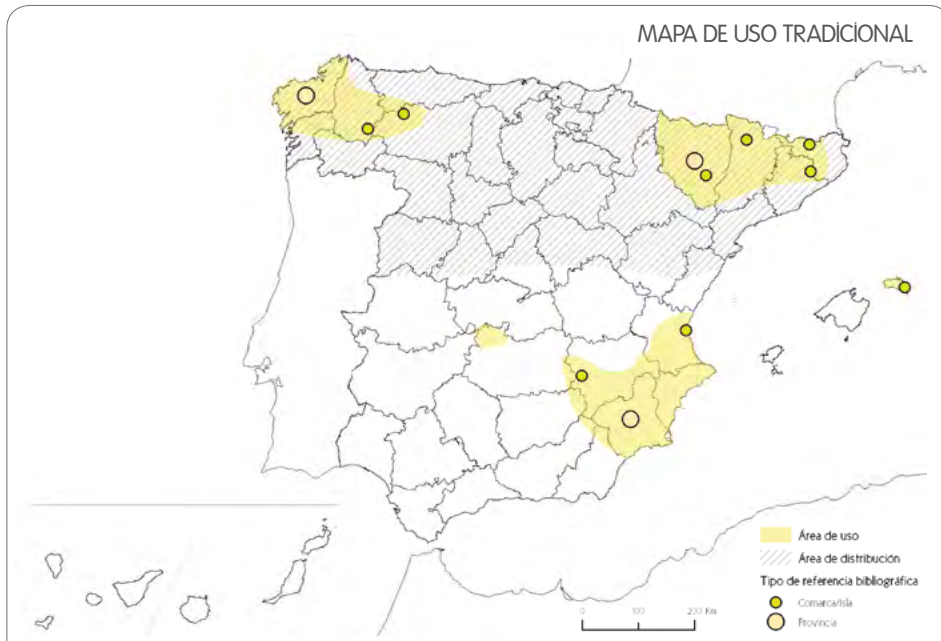 MAPA DE USO TRADICIONAL
Área de uso
Área de distribución
Tipo de referencia bibliográfica
Comarca/Isla
Provincia
0 100 200 Km